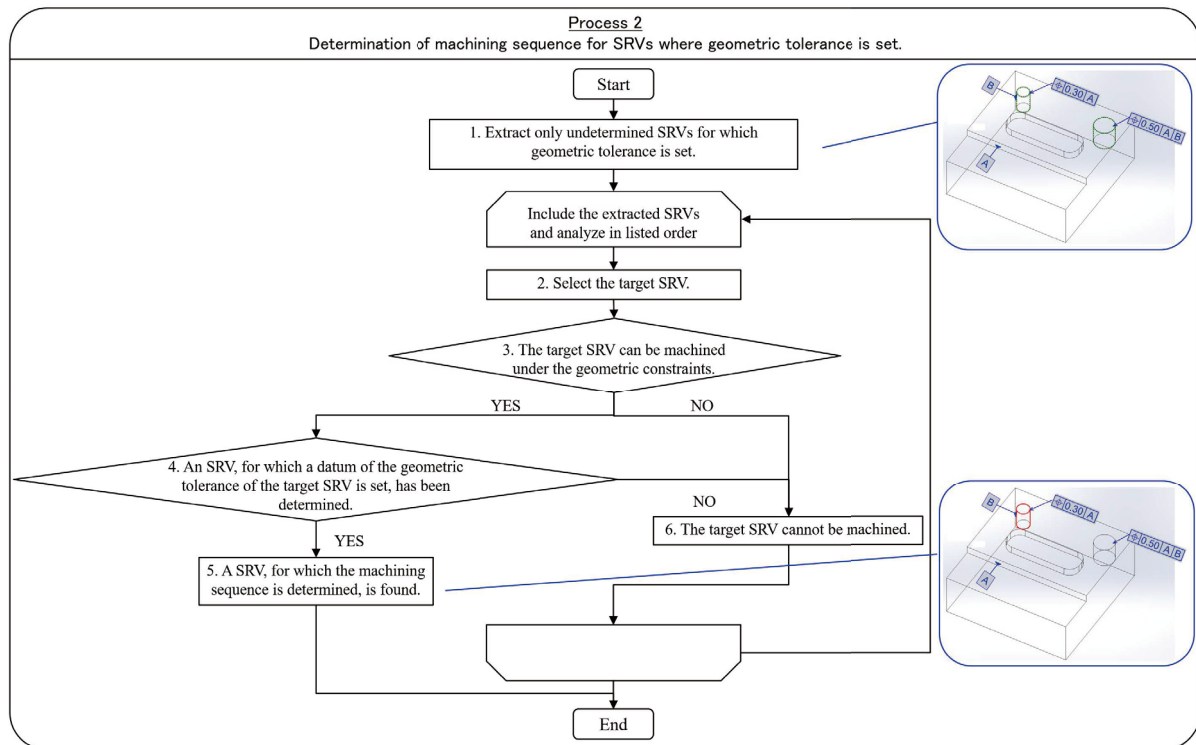 Process 2
Determination of machining sequence for SRVs where geometric tolerance is set.
Start
1. Extract only undetermined SRVs for which
geometric tolerance is set.
Include the extracted SRVs
and analyze in listed order
2. Select the target SRV.
3. The target SRV can be machined
under the geometric constraints.
YES
NO
4. An SRV, for which a datum of the geometric
tolerance of the target SRV is set, has been
determined.
NO
YES
6. The target SRV cannot be machined.
5. A SRV, for which the machining
sequence is determined, is found.
End
B
⌖ 0.30 A
⌖ 0.50 A B
A
B
⌖ 0.30 A
⌖ 0.50 A B
A